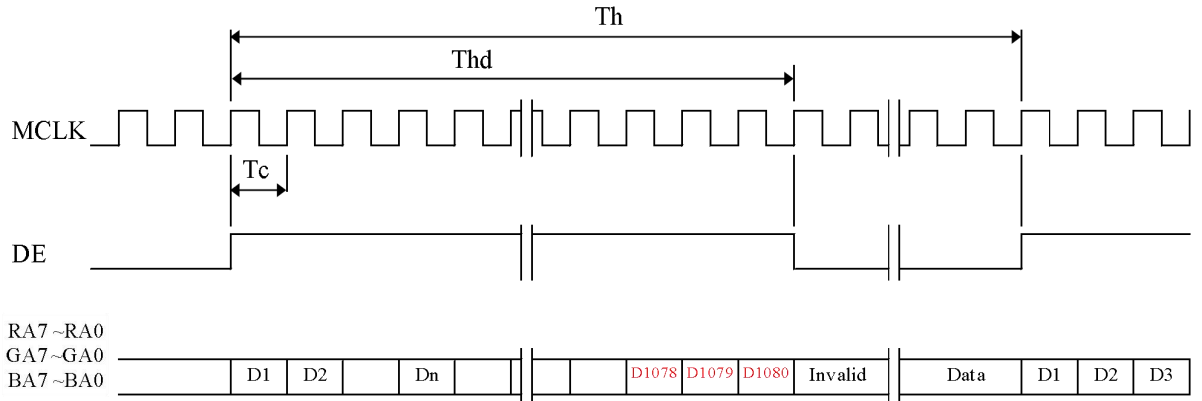 Th
Thd
MCLK
Tc
DE
RA7 ~RA0
GA7 ~GA0
BA7 ~BA0
D1 D2 Dn D1078 D1079 D1080 Invalid Data D1 D2 D3